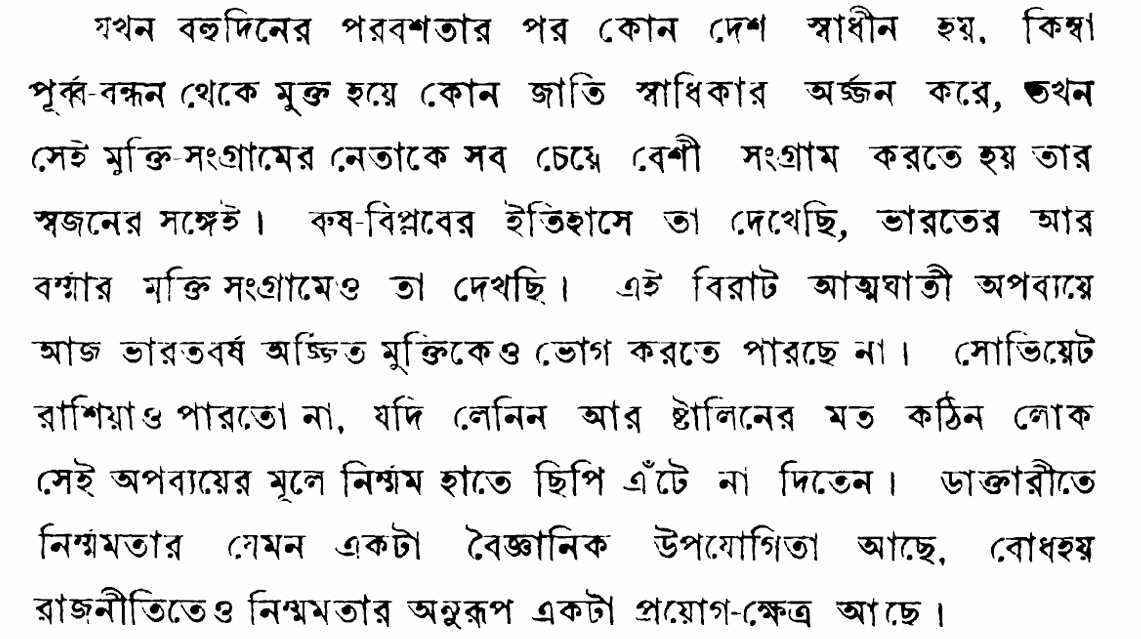 যখন বহুদিনের পরবশতার পর কোন দেশ স্বাধীন হয়, কিম্বা
পূর্ব্ব-বন্ধন থেকে মুক্ত হয়ে কোন জাতি স্বাধিকার অর্জ্জন করে, তখন
সেই মুক্তি-সংগ্রামের নেতাকে সব চেয়ে বেশী সংগ্রাম করতে হয় তার
স্বজনের সঙ্গেই। রুষ-বিপ্লবের ইতিহাসে তা দেখেছি, ভারতের আর
বর্ম্মার মুক্তি সংগ্রামেও তা দেখছি। এই বিরাট আত্মঘাতী অপব্যয়ে
আজ ভারতবর্ষ অর্জ্জিত মুক্তিকেও ভোগ করতে পারছে না। সোভিয়েট
রাশিয়াও পারতো না, যদি লেনিন আর ষ্টালিনের মত কঠিন লোক
সেই অপব্যয়ের মূলে নির্ম্মম হাতে ছিপি এঁটে না দিতেন। ডাক্তারীতে
নির্ম্মমতার যেমন একটা বৈজ্ঞানিক উপযোগিতা আছে, বোধহয়
রাজনীতিতেও নির্ম্মমতার অনুরূপ একটা প্রয়োগ-ক্ষেত্র আছে।